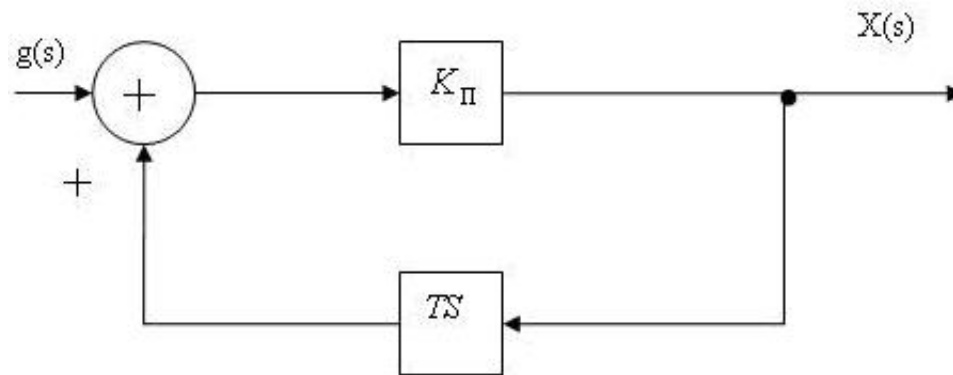 X(s)
g(s)
+
K_П
+
TS